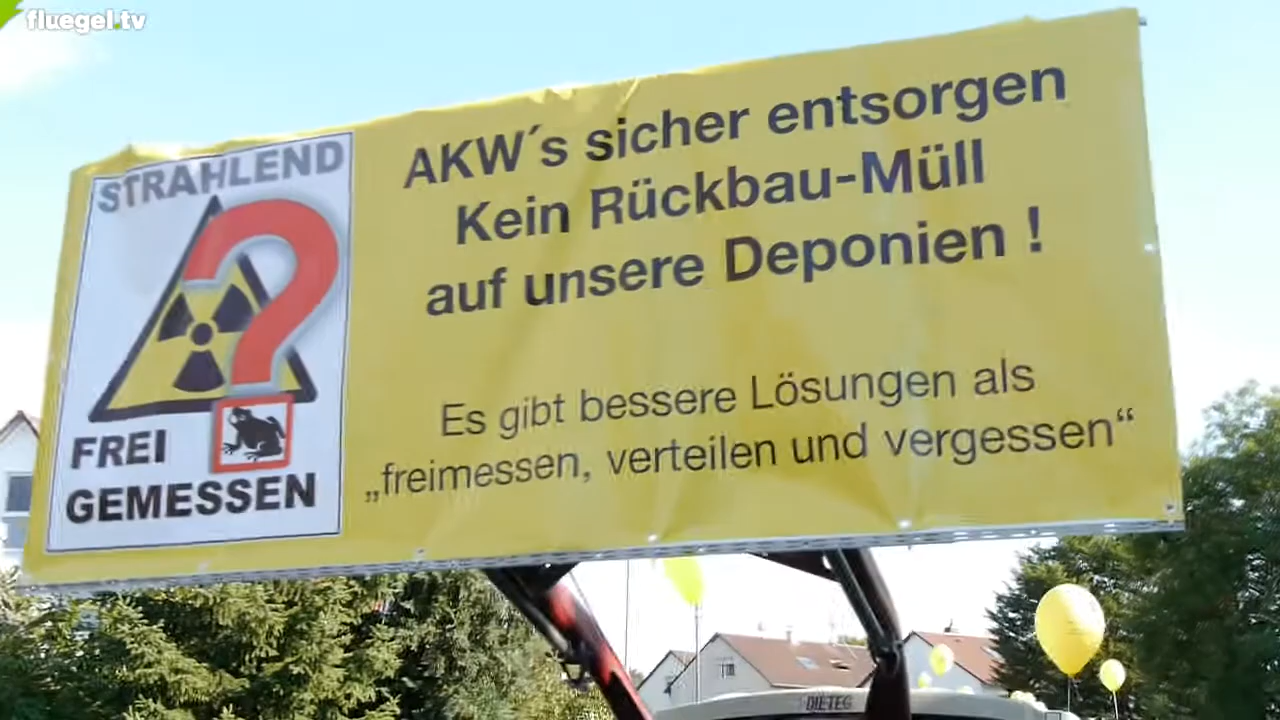 fluegel.tv
STRAHLEND
FREI
GEMESSEN
AKW´s sicher entsorgen
Kein Rückbau-Müll
auf unsere Deponien !
Es gibt bessere Lösungen als
„freimessen, verteilen und vergessen“